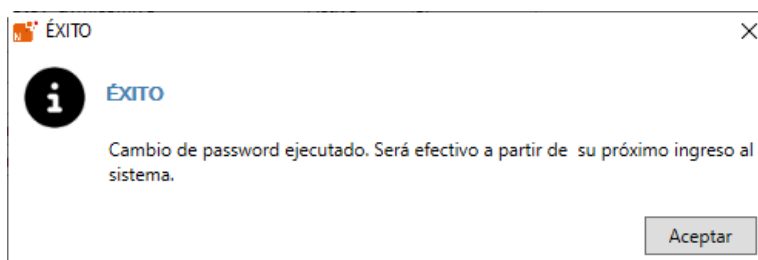 ÉXITO
ÉXITO
Cambio de password ejecutado. Será efectivo a partir de su próximo ingreso al
sistema.
Aceptar